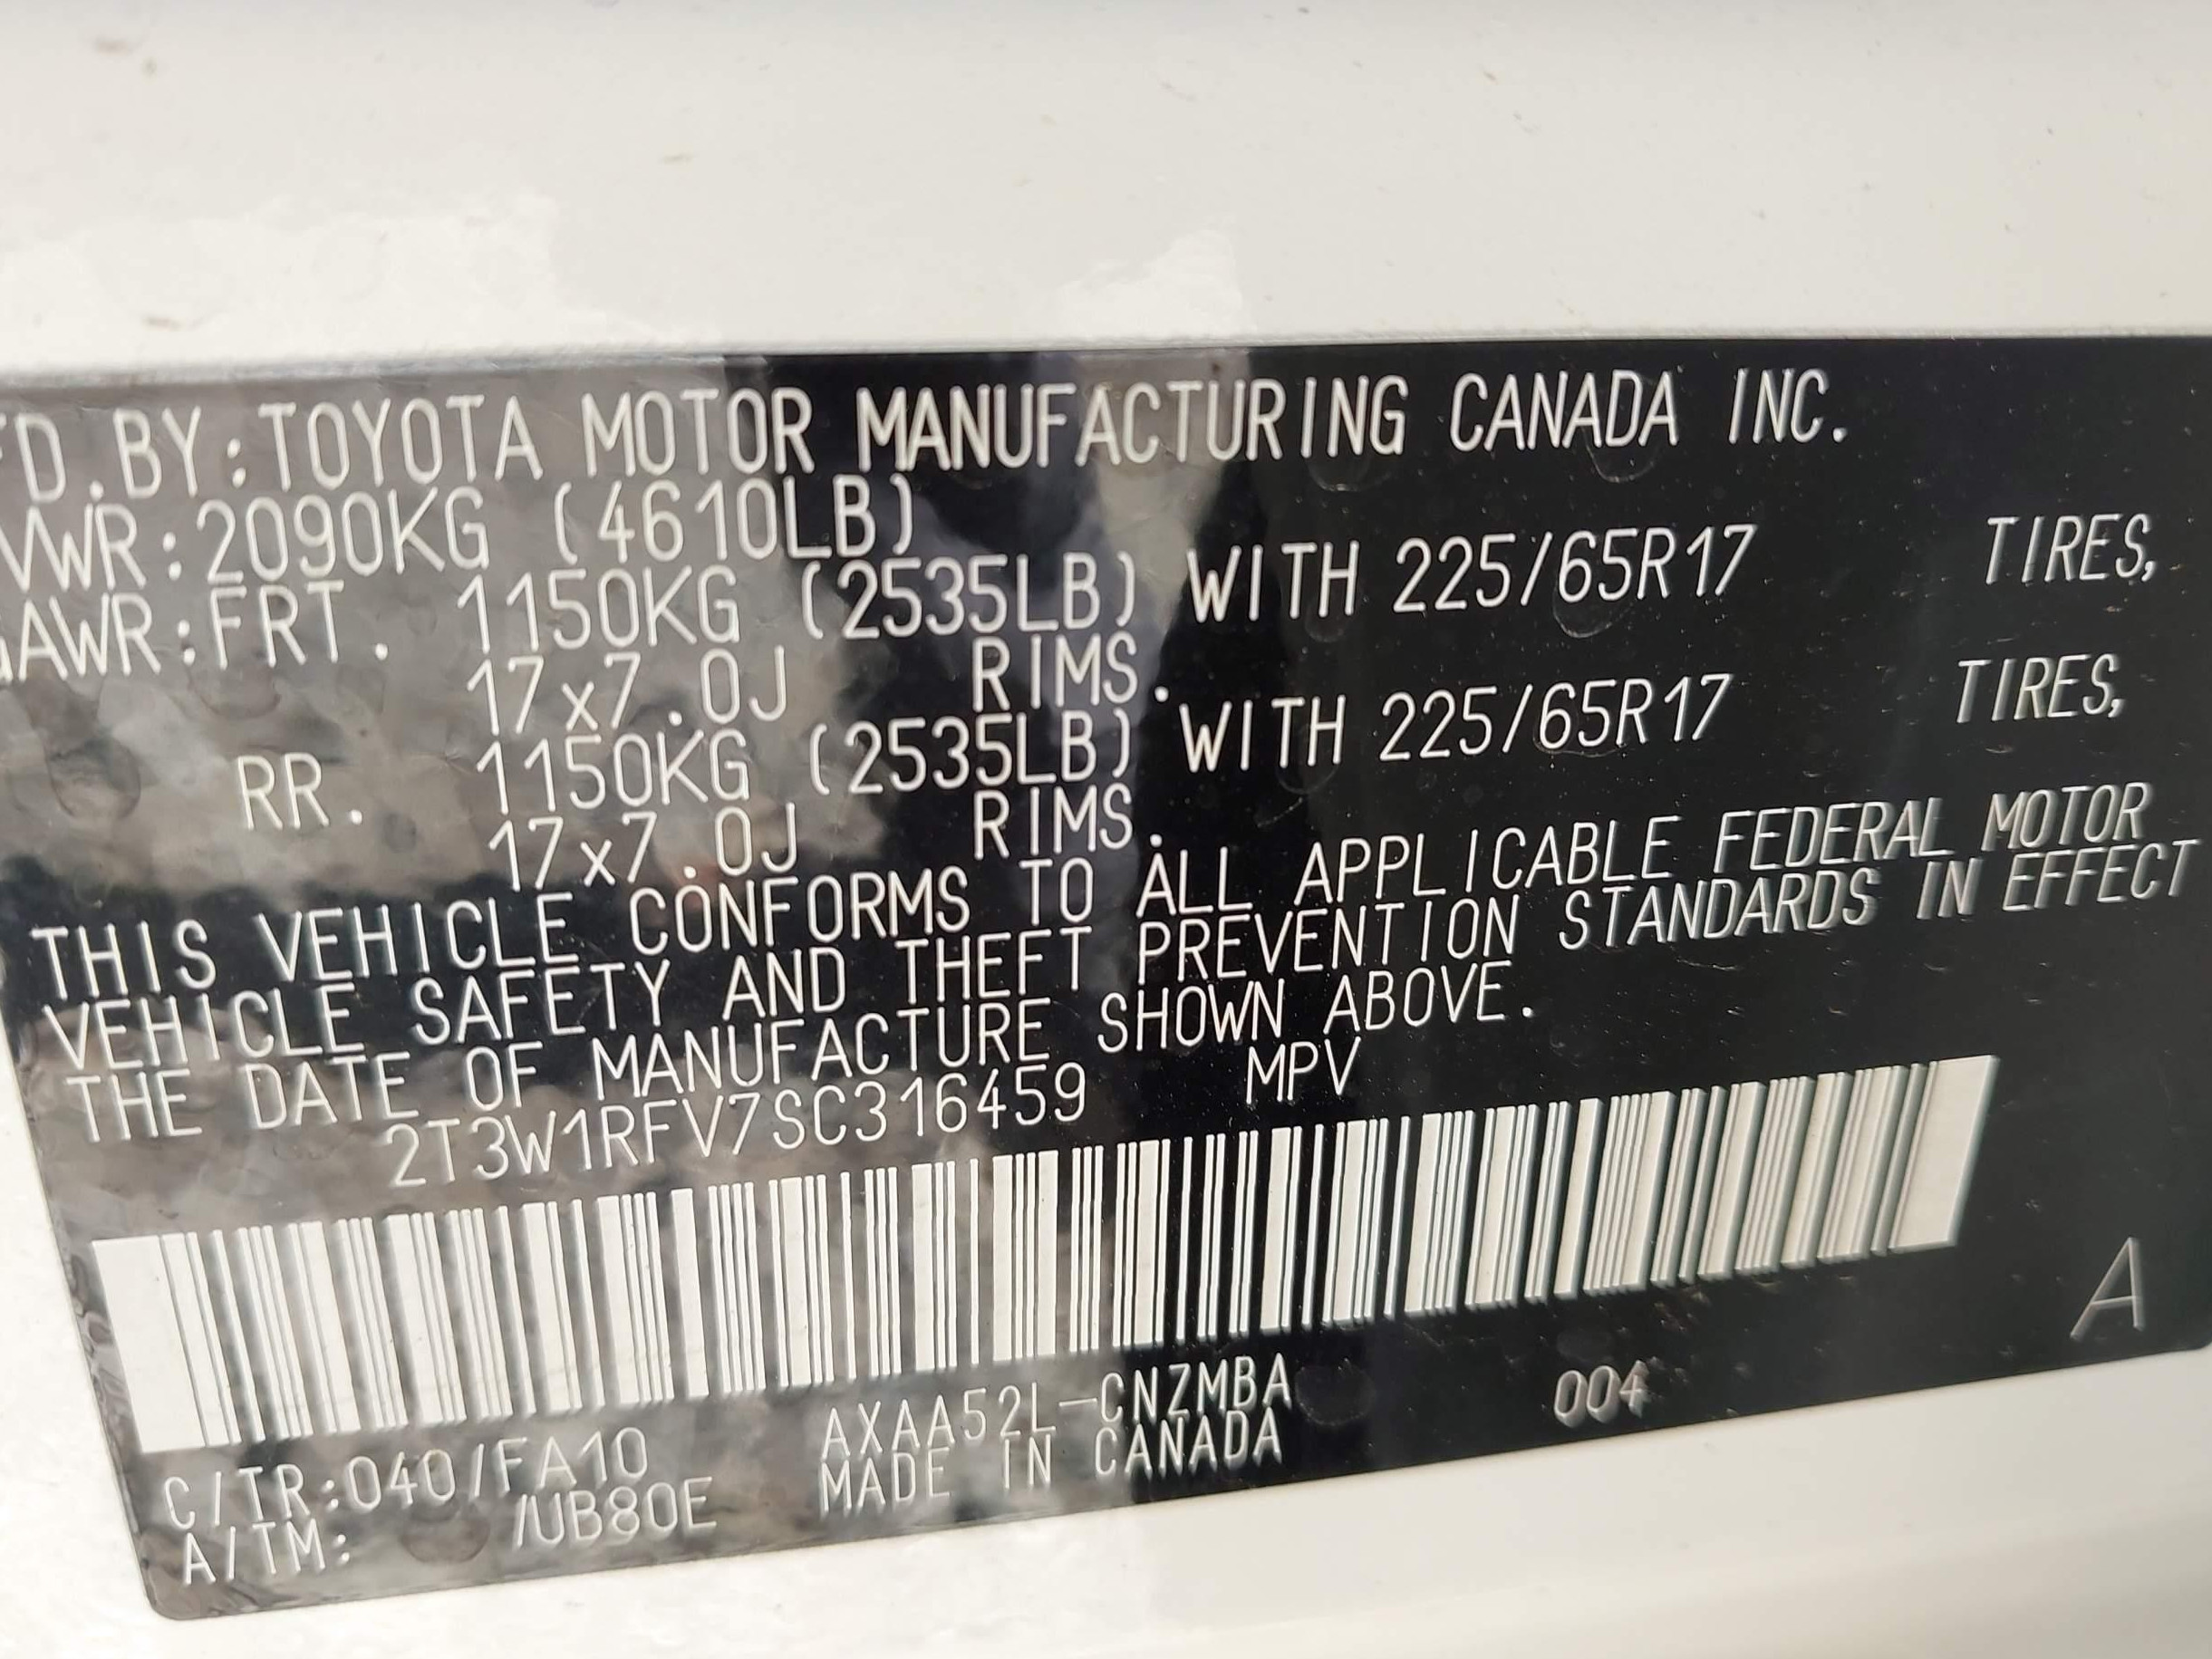 FD.BY:TOYOTA MOTOR MANUFACTURING CANADA INC.
VWR:2090KG (4610LB)
GAWR:FRT. 1150KG (2535LB) WITH 225/65R17 TIRES,
17x7.0J RIMS.
RR. 1150KG (2535LB) WITH 225/65R17 TIRES,
17x7.0J RIMS.
THIS VEHICLE CONFORMS TO ALL APPLICABLE FEDERAL MOTOR
VEHICLE SAFETY AND THEFT PREVENTION STANDARDS IN EFFECT
THE DATE OF MANUFACTURE SHOWN ABOVE.
2T3W1RFV7SC316459 MPV
A
C/TR:040/FA10 AXAA52L-CNZMBA 004
A/TM: /UB80E MADE IN CANADA